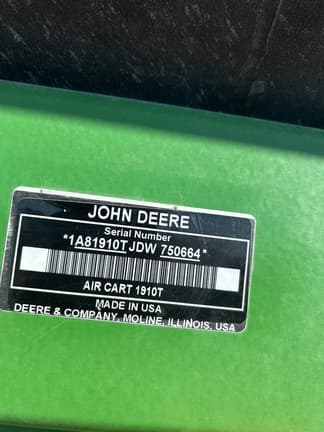 JOHN DEERE
Serial Number
*1A81910TJDW 750664*
AIR CART 1910T
MADE IN USA
DEERE & COMPANY, MOLINE, ILLINOIS, USA